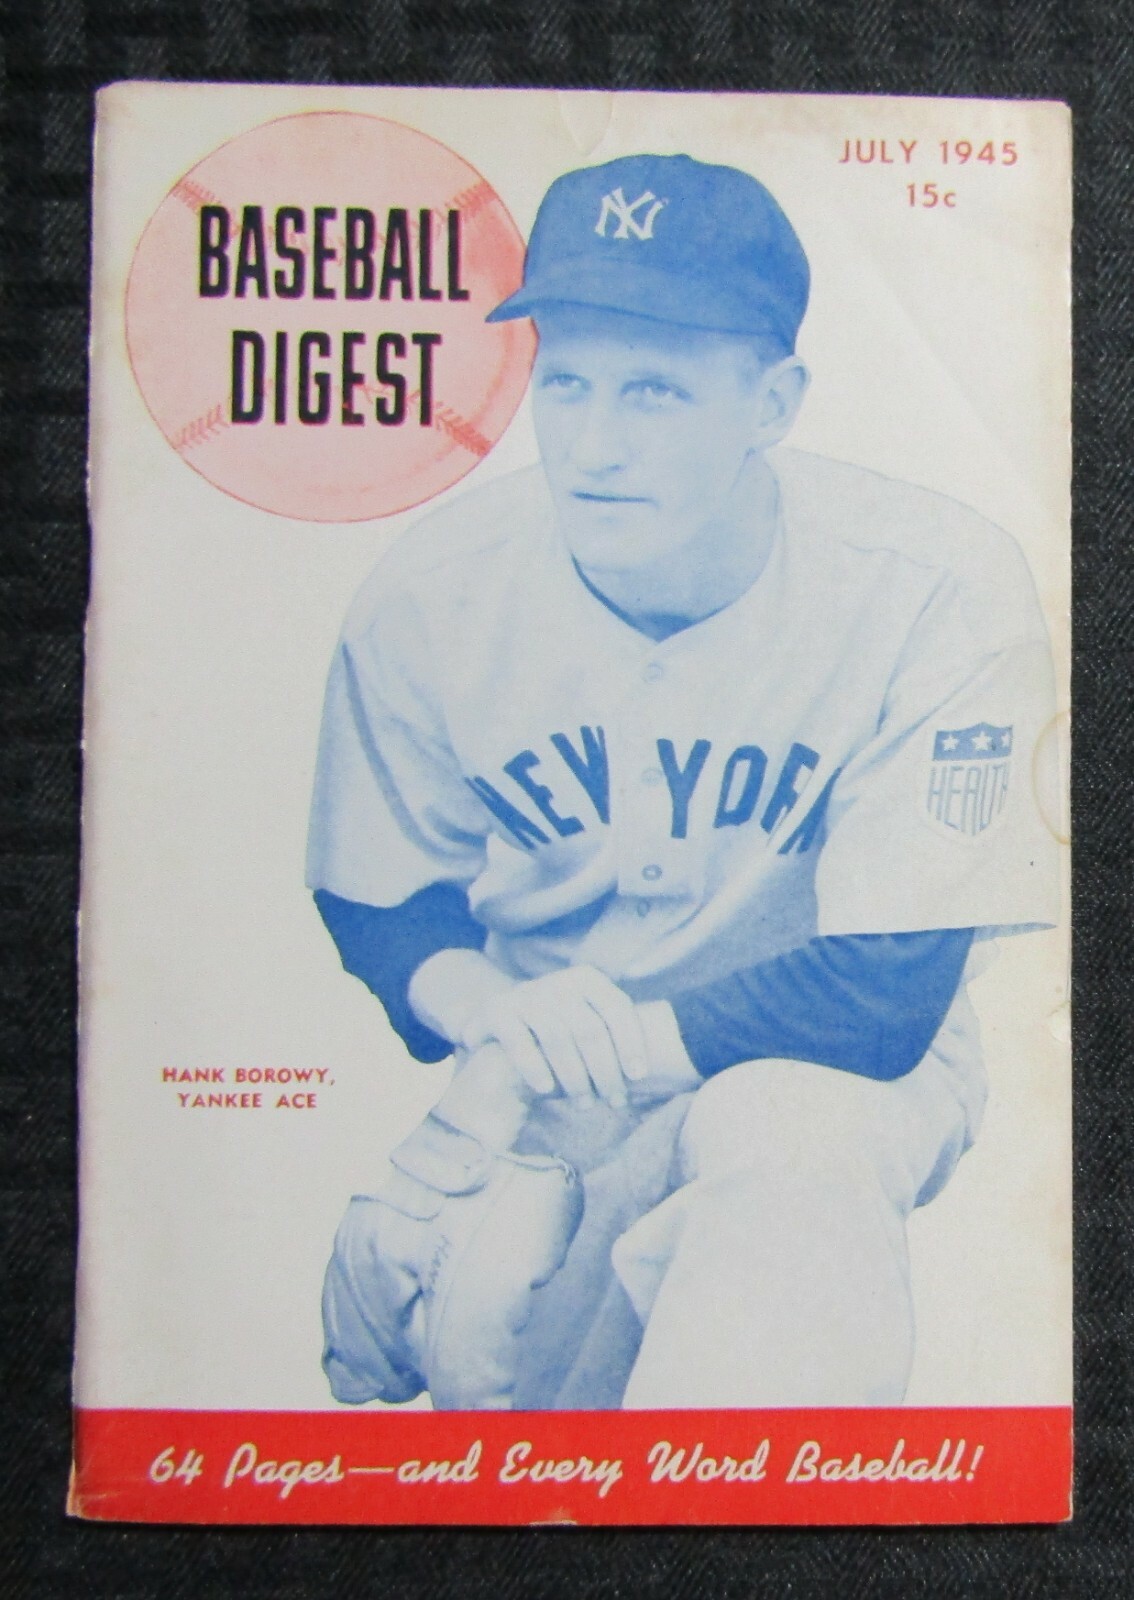 JULY 1945
15c
BASEBALL
DIGEST
NY
NEW YORK
HEALTH
HANK BOROWY,
YANKEE ACE
64 Pages—and Every Word Baseball!